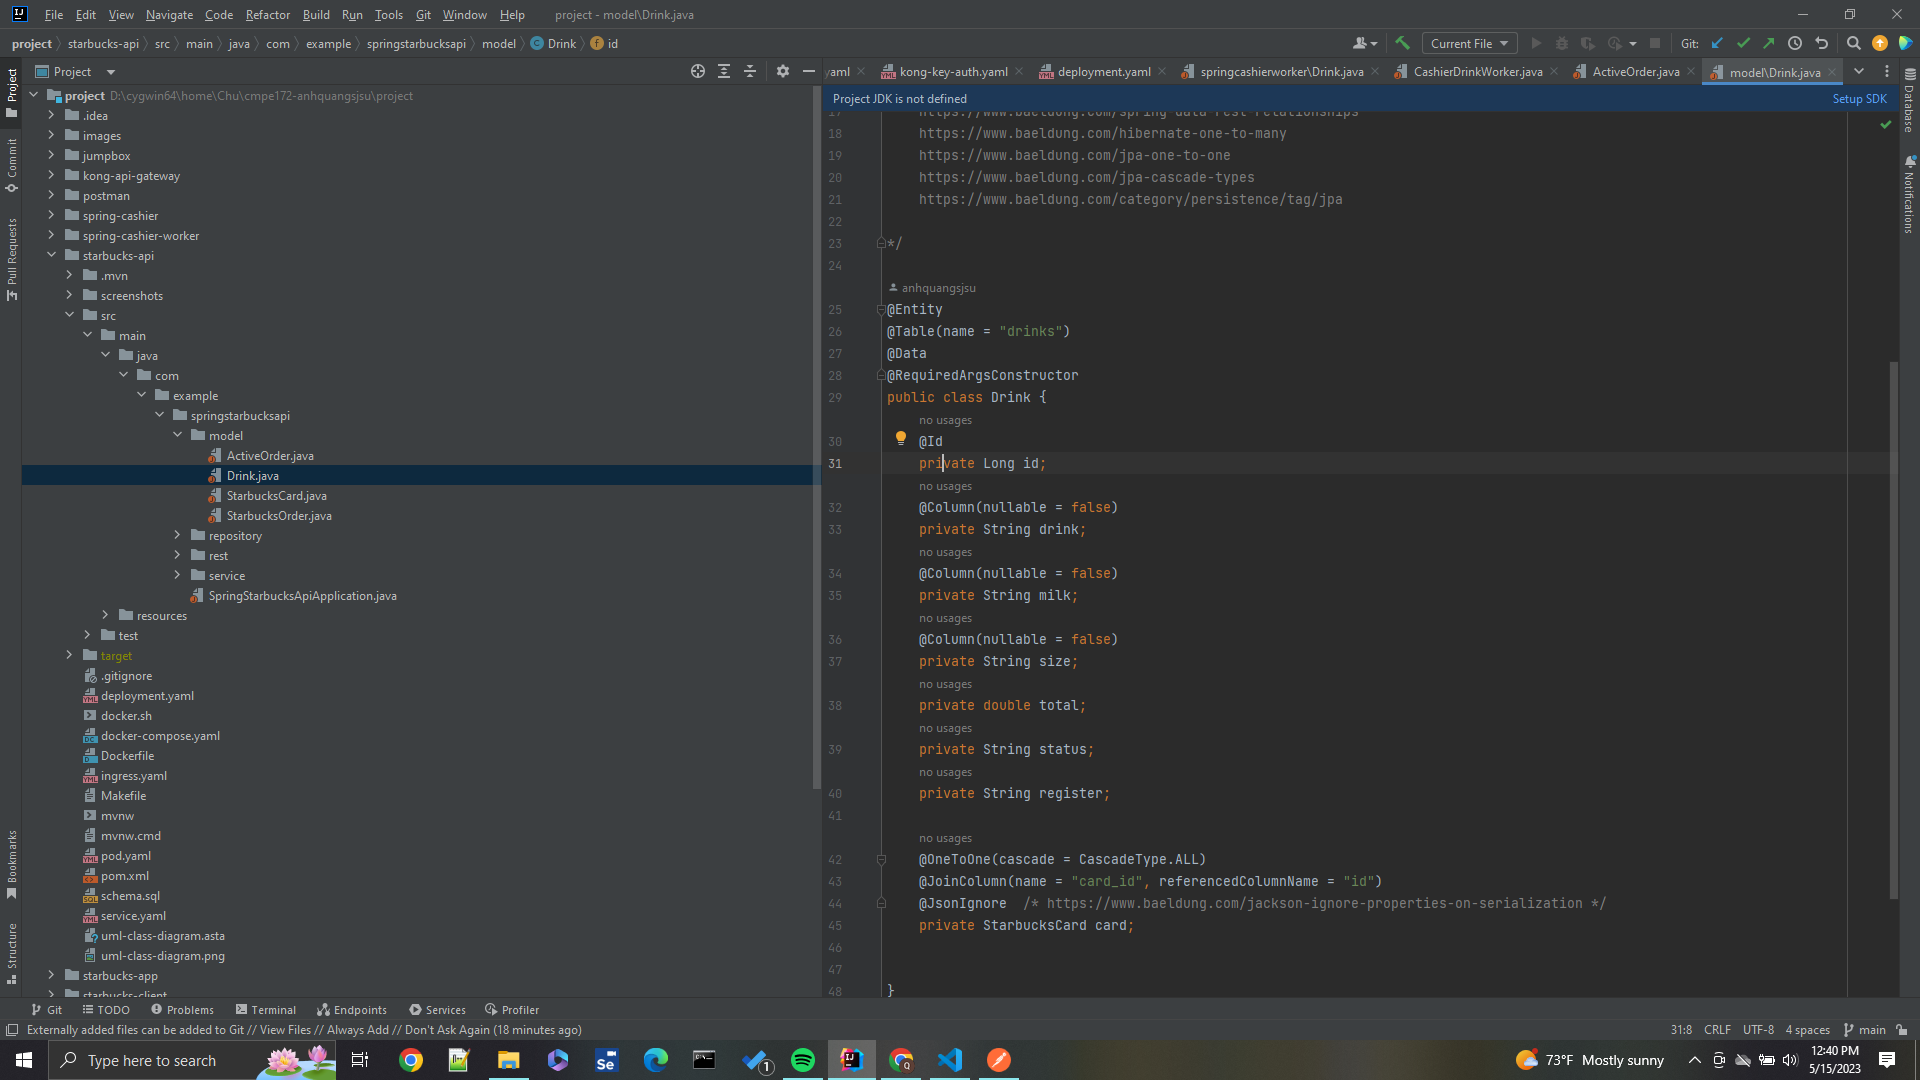 File Edit View Navigate Code Refactor Build Run Tools Git Window Help project - model\Drink.java
project starbucks-api src main java com example springstarbucksapi model Drink id Current File Git:
Project yaml kong-key-auth.yaml deployment.yaml springcashierworker\Drink.java CashierDrinkWorker.java ActiveOrder.java model\Drink.java
Project JDK is not defined Setup SDK
Project
Commit
Pull Requests
Bookmarks
Structure
Database
Notifications
project D:\cygwin64\home\Chu\cmpe172-anhquangsjsu\project
.idea
images
jumpbox
kong-api-gateway
postman
spring-cashier
spring-cashier-worker
starbucks-api
.mvn
screenshots
src
main
java
com
example
springstarbucksapi
model
ActiveOrder.java
Drink.java
StarbucksCard.java
StarbucksOrder.java
repository
rest
service
SpringStarbucksApiApplication.java
resources
test
target
.gitignore
deployment.yaml
docker.sh
docker-compose.yaml
Dockerfile
ingress.yaml
Makefile
mvnw
mvnw.cmd
pod.yaml
pom.xml
schema.sql
service.yaml
uml-class-diagram.asta
uml-class-diagram.png
starbucks-app
starbucks-client
17 https://www.baeldung.com/spring-data-rest-relationships
18 https://www.baeldung.com/hibernate-one-to-many
19 https://www.baeldung.com/jpa-one-to-one
20 https://www.baeldung.com/jpa-cascade-types
21 https://www.baeldung.com/category/persistence/tag/jpa
22
23 */
24
anhquangsjsu
25 @Entity
26 @Table(name = "drinks")
27 @Data
28 @RequiredArgsConstructor
29 public class Drink {
no usages
30 @Id
31 private Long id;
no usages
32 @Column(nullable = false)
33 private String drink;
no usages
34 @Column(nullable = false)
35 private String milk;
no usages
36 @Column(nullable = false)
37 private String size;
no usages
38 private double total;
no usages
39 private String status;
no usages
40 private String register;
41
no usages
42 @OneToOne(cascade = CascadeType.ALL)
43 @JoinColumn(name = "card_id", referencedColumnName = "id")
44 @JsonIgnore /* https://www.baeldung.com/jackson-ignore-properties-on-serialization */
45 private StarbucksCard card;
46
47
48 }
Git TODO Problems Terminal Endpoints Services Profiler
Externally added files can be added to Git // View Files // Always Add // Don't Ask Again (18 minutes ago) 31:8 CRLF UTF-8 4 spaces main
Type here to search 73°F Mostly sunny 12:40 PM
5/15/2023